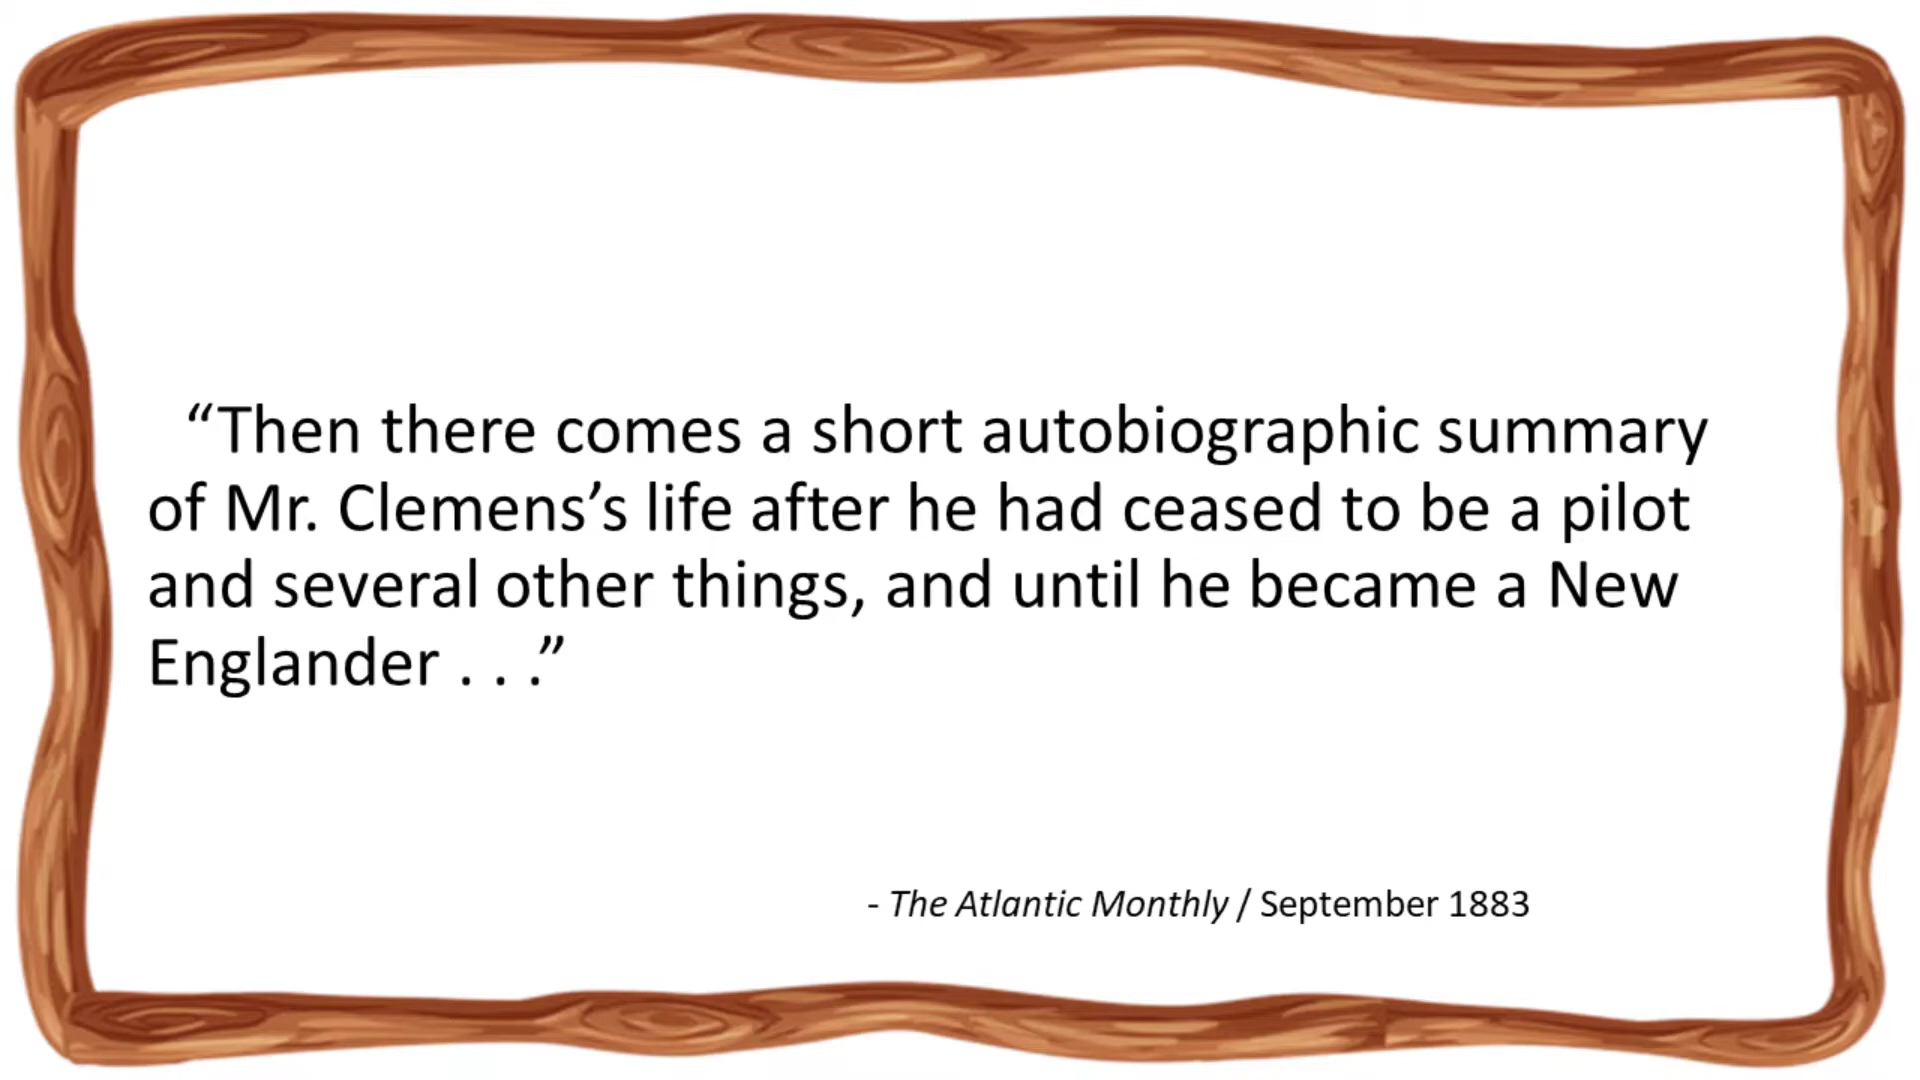 “Then there comes a short autobiographic summary
of Mr. Clemens’s life after he had ceased to be a pilot
and several other things, and until he became a New
Englander . . .”
- The Atlantic Monthly / September 1883